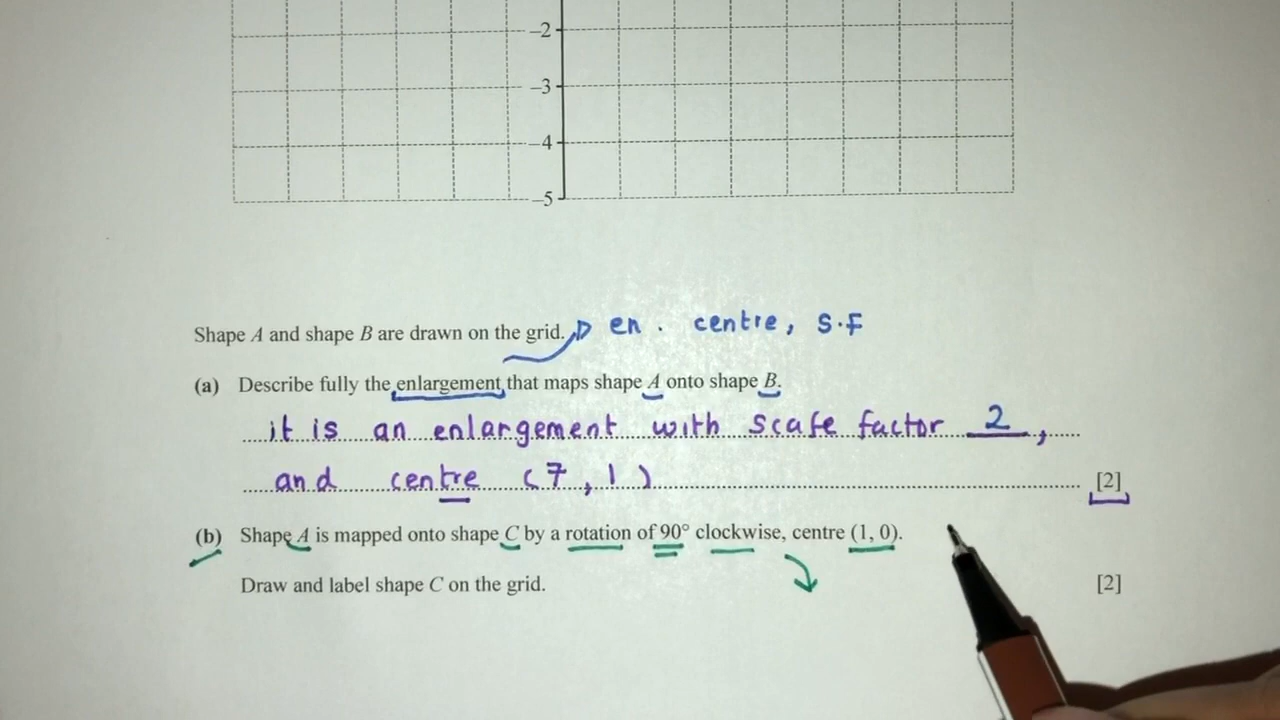 –2
–3
–4
–5
Shape A and shape B are drawn on the grid. en . centre, S.F
(a) Describe fully the enlargement that maps shape A onto shape B.
it is an enlargement with scale factor 2,
and centre (7, 1) [2]
(b) Shape A is mapped onto shape C by a rotation of 90° clockwise, centre (1, 0).
Draw and label shape C on the grid. [2]